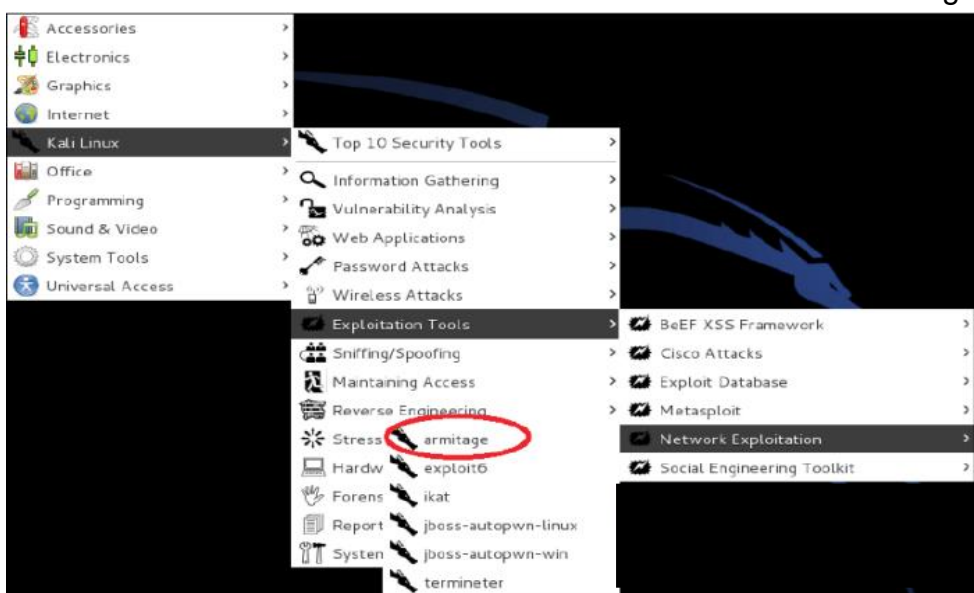 g
Accessories
Electronics
Graphics
Internet
Kali Linux
Office
Programming
Sound & Video
System Tools
Universal Access
Top 10 Security Tools
Information Gathering
Vulnerability Analysis
Web Applications
Password Attacks
Wireless Attacks
Exploitation Tools
Sniffing/Spoofing
Maintaining Access
Reverse Engineering
Stress
Hardw
Forens
Report
System
armitage
exploit6
ikat
jboss-autopwn-linux
jboss-autopwn-win
termineter
BeEF XSS Framework
Cisco Attacks
Exploit Database
Metasploit
Network Exploitation
Social Engineering Toolkit